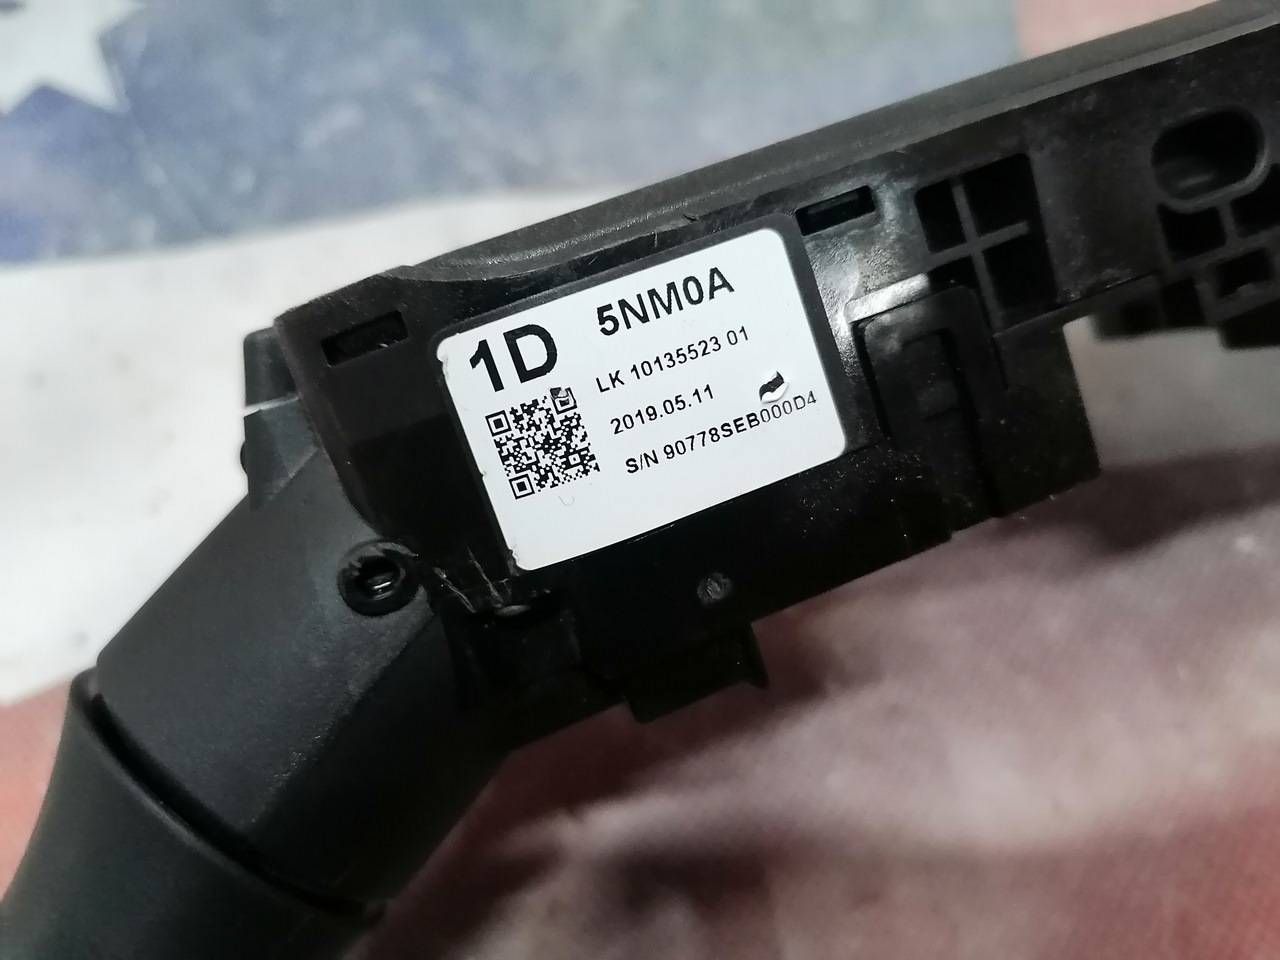 1D
5NM0A
LK 10135523 01
2019.05.11
S/N 90778SEB000D4